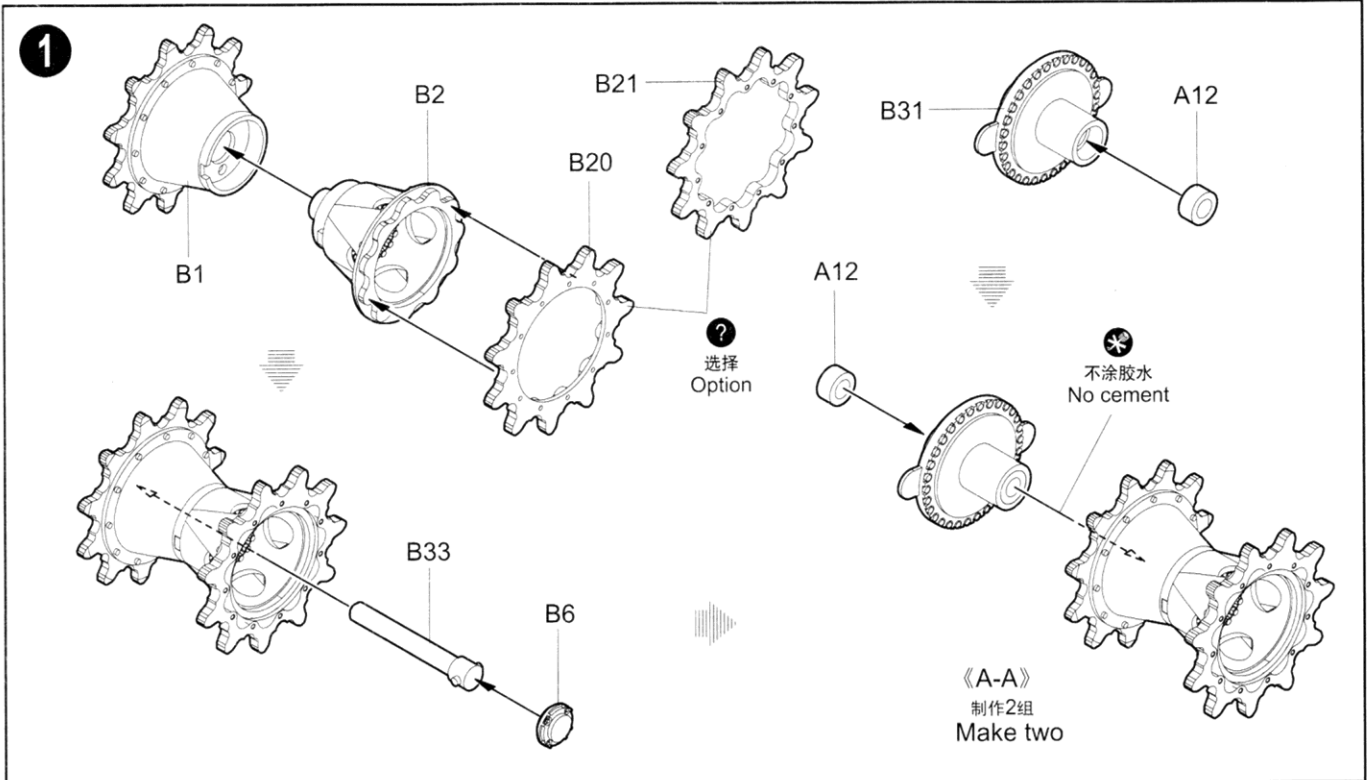 1
B1
B2
B20
B21
?
选择
Option
B31
A12
A12
不涂胶水
No cement
B33
B6
《A-A》
制作2组
Make two